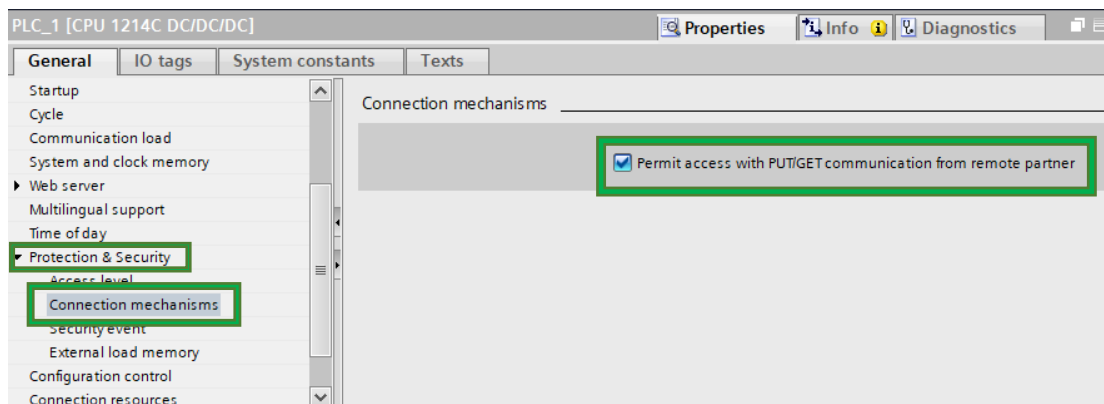 PLC_1 [CPU 1214C DC/DC/DC]
Properties
Info
Diagnostics
General
IO tags
System constants
Texts
Startup
Cycle
Communication load
System and clock memory
Web server
Multilingual support
Time of day
Protection & Security
Access level
Connection mechanisms
Security event
External load memory
Configuration control
Connection resources
Connection mechanisms
Permit access with PUT/GET communication from remote partner